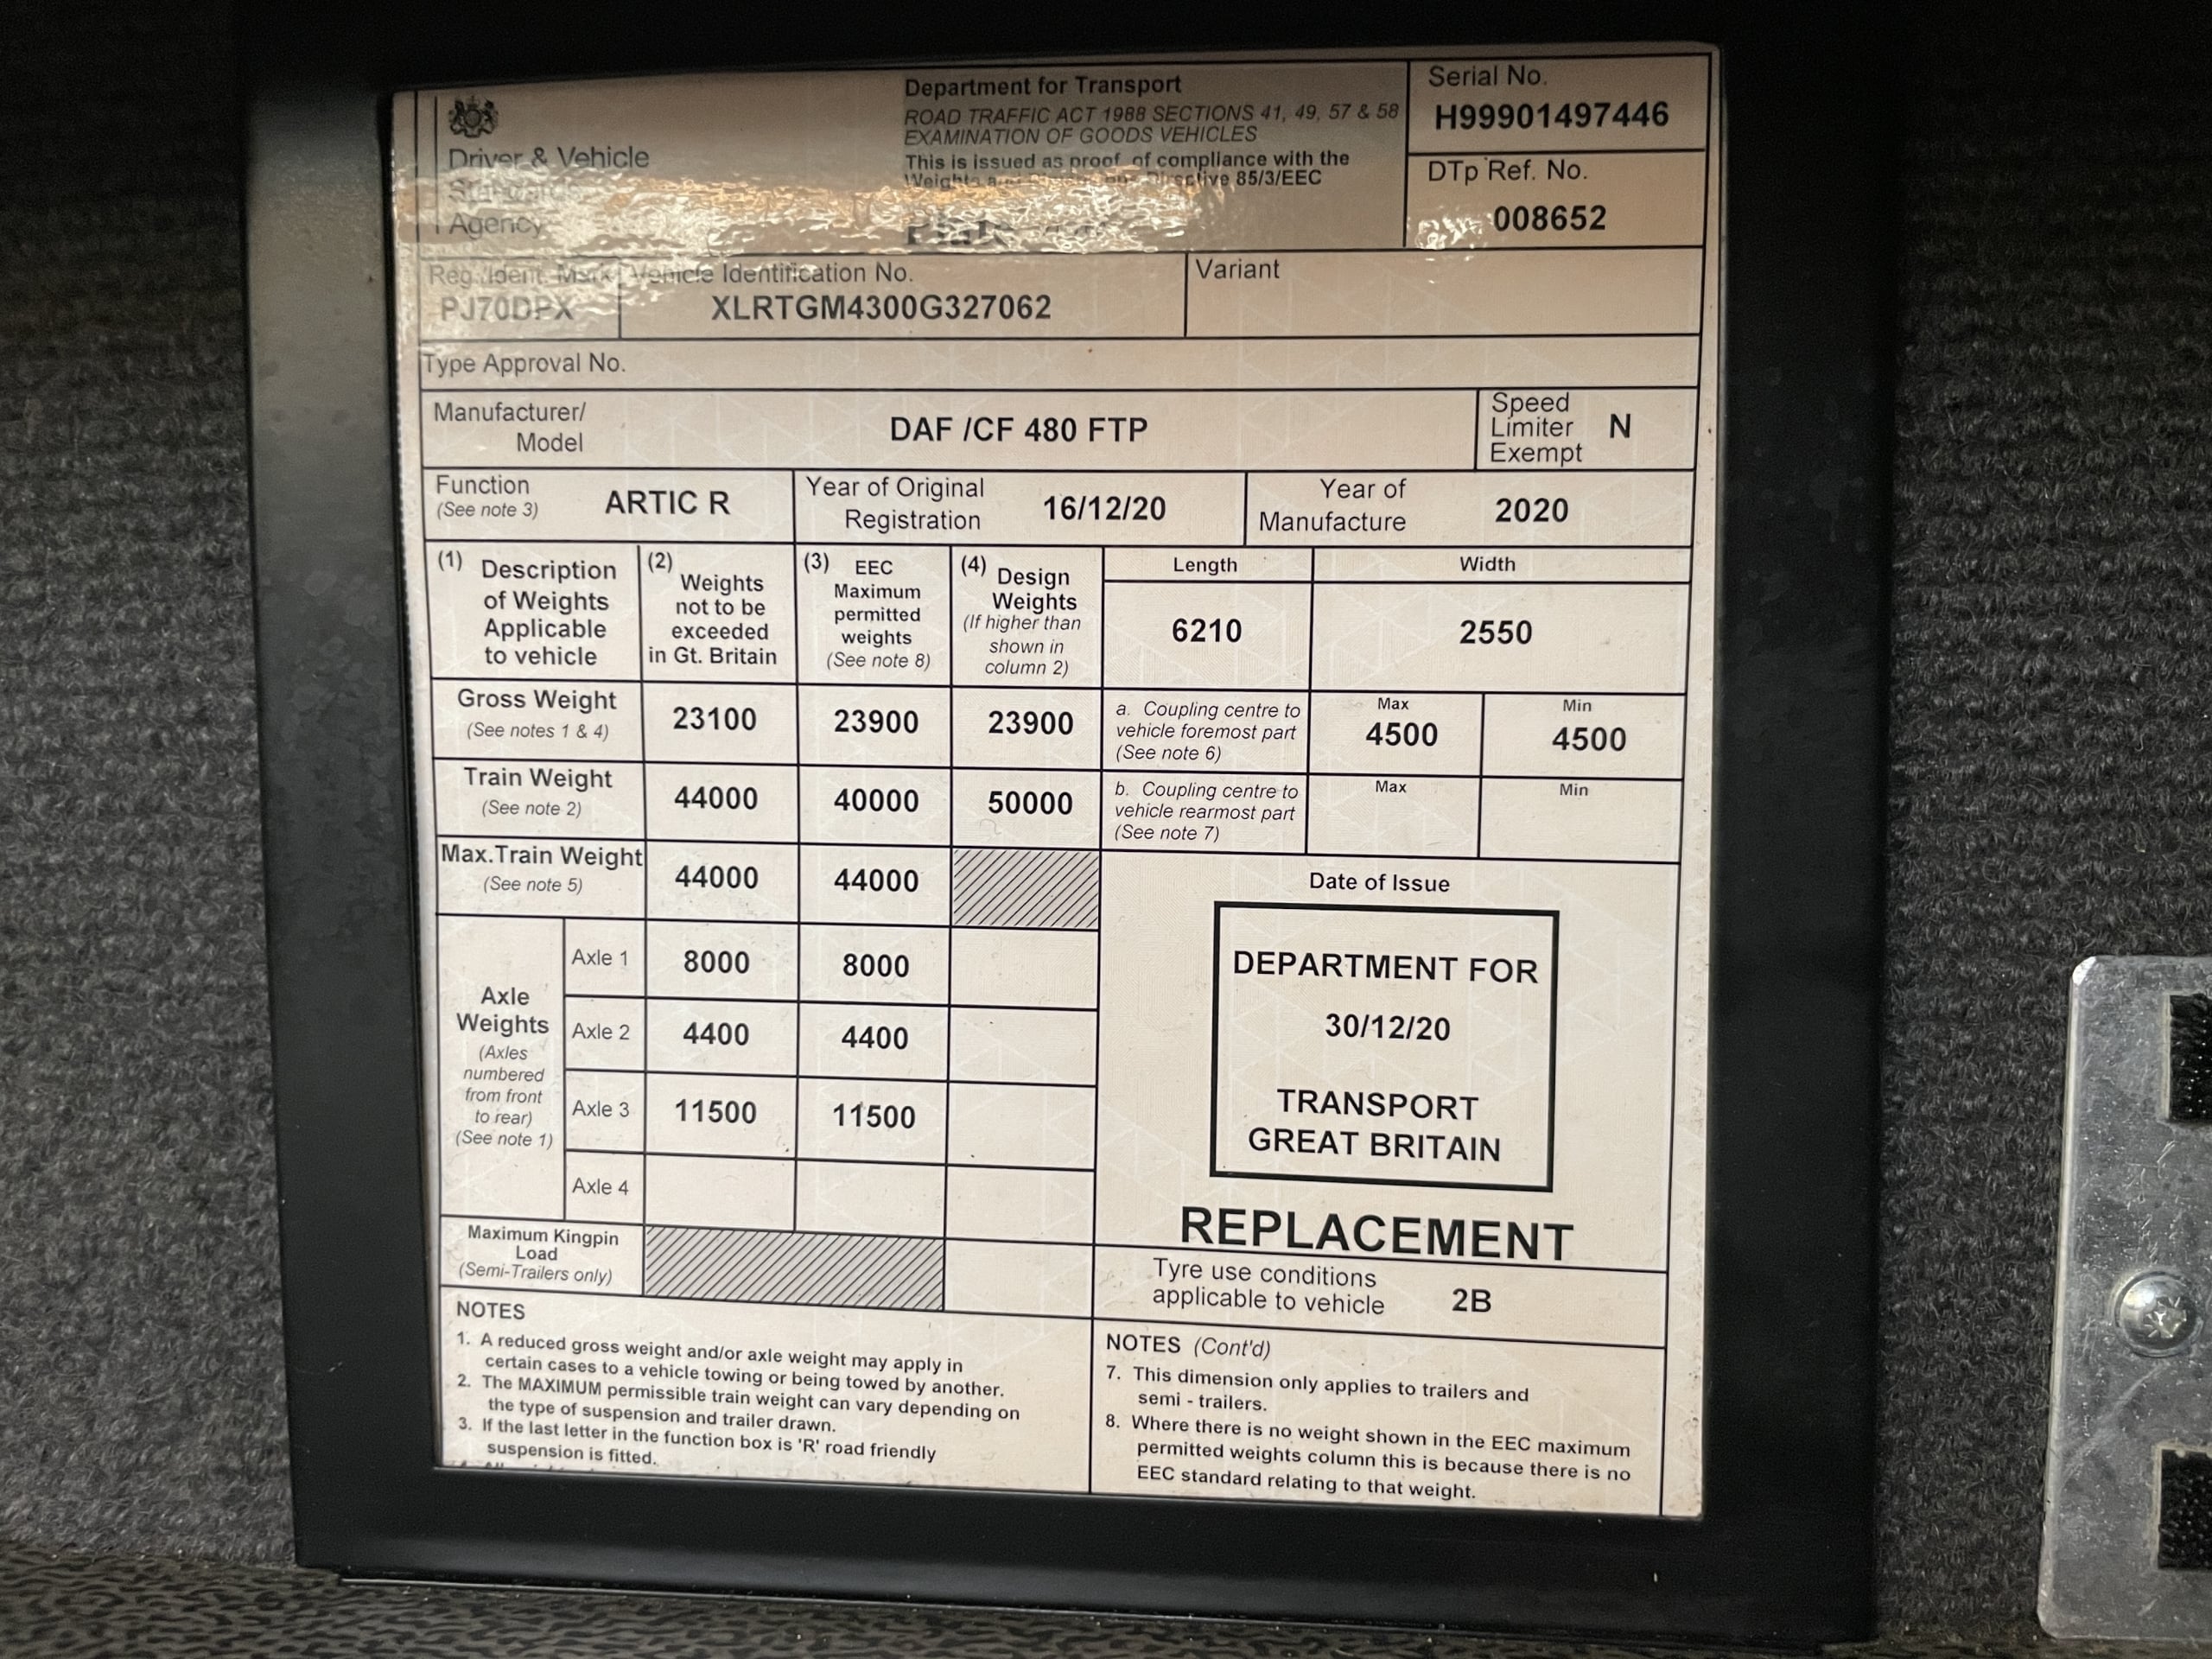 Department for Transport
ROAD TRAFFIC ACT 1988 SECTIONS 41, 49, 57 & 58
EXAMINATION OF GOODS VEHICLES
This is issued as proof of compliance with the
Weights and Dimensions Directive 85/3/EEC
Serial No.
H99901497446
DTp Ref. No.
008652
Driver & Vehicle
Standards
Agency
Plate
Reg./Ident. Mark
PJ70DPX
Vehicle Identification No.
XLRTGM4300G327062
Variant
Type Approval No.
Manufacturer/
Model
DAF /CF 480 FTP
Speed
Limiter
Exempt
N
Function
(See note 3)
ARTIC R
Year of Original
Registration
16/12/20
Year of
Manufacture
2020
(1) Description
of Weights
Applicable
to vehicle
(2) Weights
not to be
exceeded
in Gt. Britain
(3) EEC
Maximum
permitted
weights
(See note 8)
(4) Design
Weights
(If higher than
shown in
column 2)
Length
6210
Width
2550
Gross Weight
(See notes 1 & 4)
23100
23900
23900
a. Coupling centre to
vehicle foremost part
(See note 6)
Max
4500
Min
4500
Train Weight
(See note 2)
44000
40000
50000
b. Coupling centre to
vehicle rearmost part
(See note 7)
Max
Min
Max.Train Weight
(See note 5)
44000
44000
Axle
Weights
(Axles
numbered
from front
to rear)
(See note 1)
Axle 1
8000
8000
Axle 2
4400
4400
Axle 3
11500
11500
Axle 4
Maximum Kingpin
Load
(Semi-Trailers only)
Date of Issue
DEPARTMENT FOR
30/12/20
TRANSPORT
GREAT BRITAIN
REPLACEMENT
Tyre use conditions
applicable to vehicle
2B
NOTES
1. A reduced gross weight and/or axle weight may apply in
certain cases to a vehicle towing or being towed by another.
2. The MAXIMUM permissible train weight can vary depending on
the type of suspension and trailer drawn.
3. If the last letter in the function box is 'R' road friendly
suspension is fitted.
NOTES (Cont'd)
7. This dimension only applies to trailers and
semi - trailers.
8. Where there is no weight shown in the EEC maximum
permitted weights column this is because there is no
EEC standard relating to that weight.